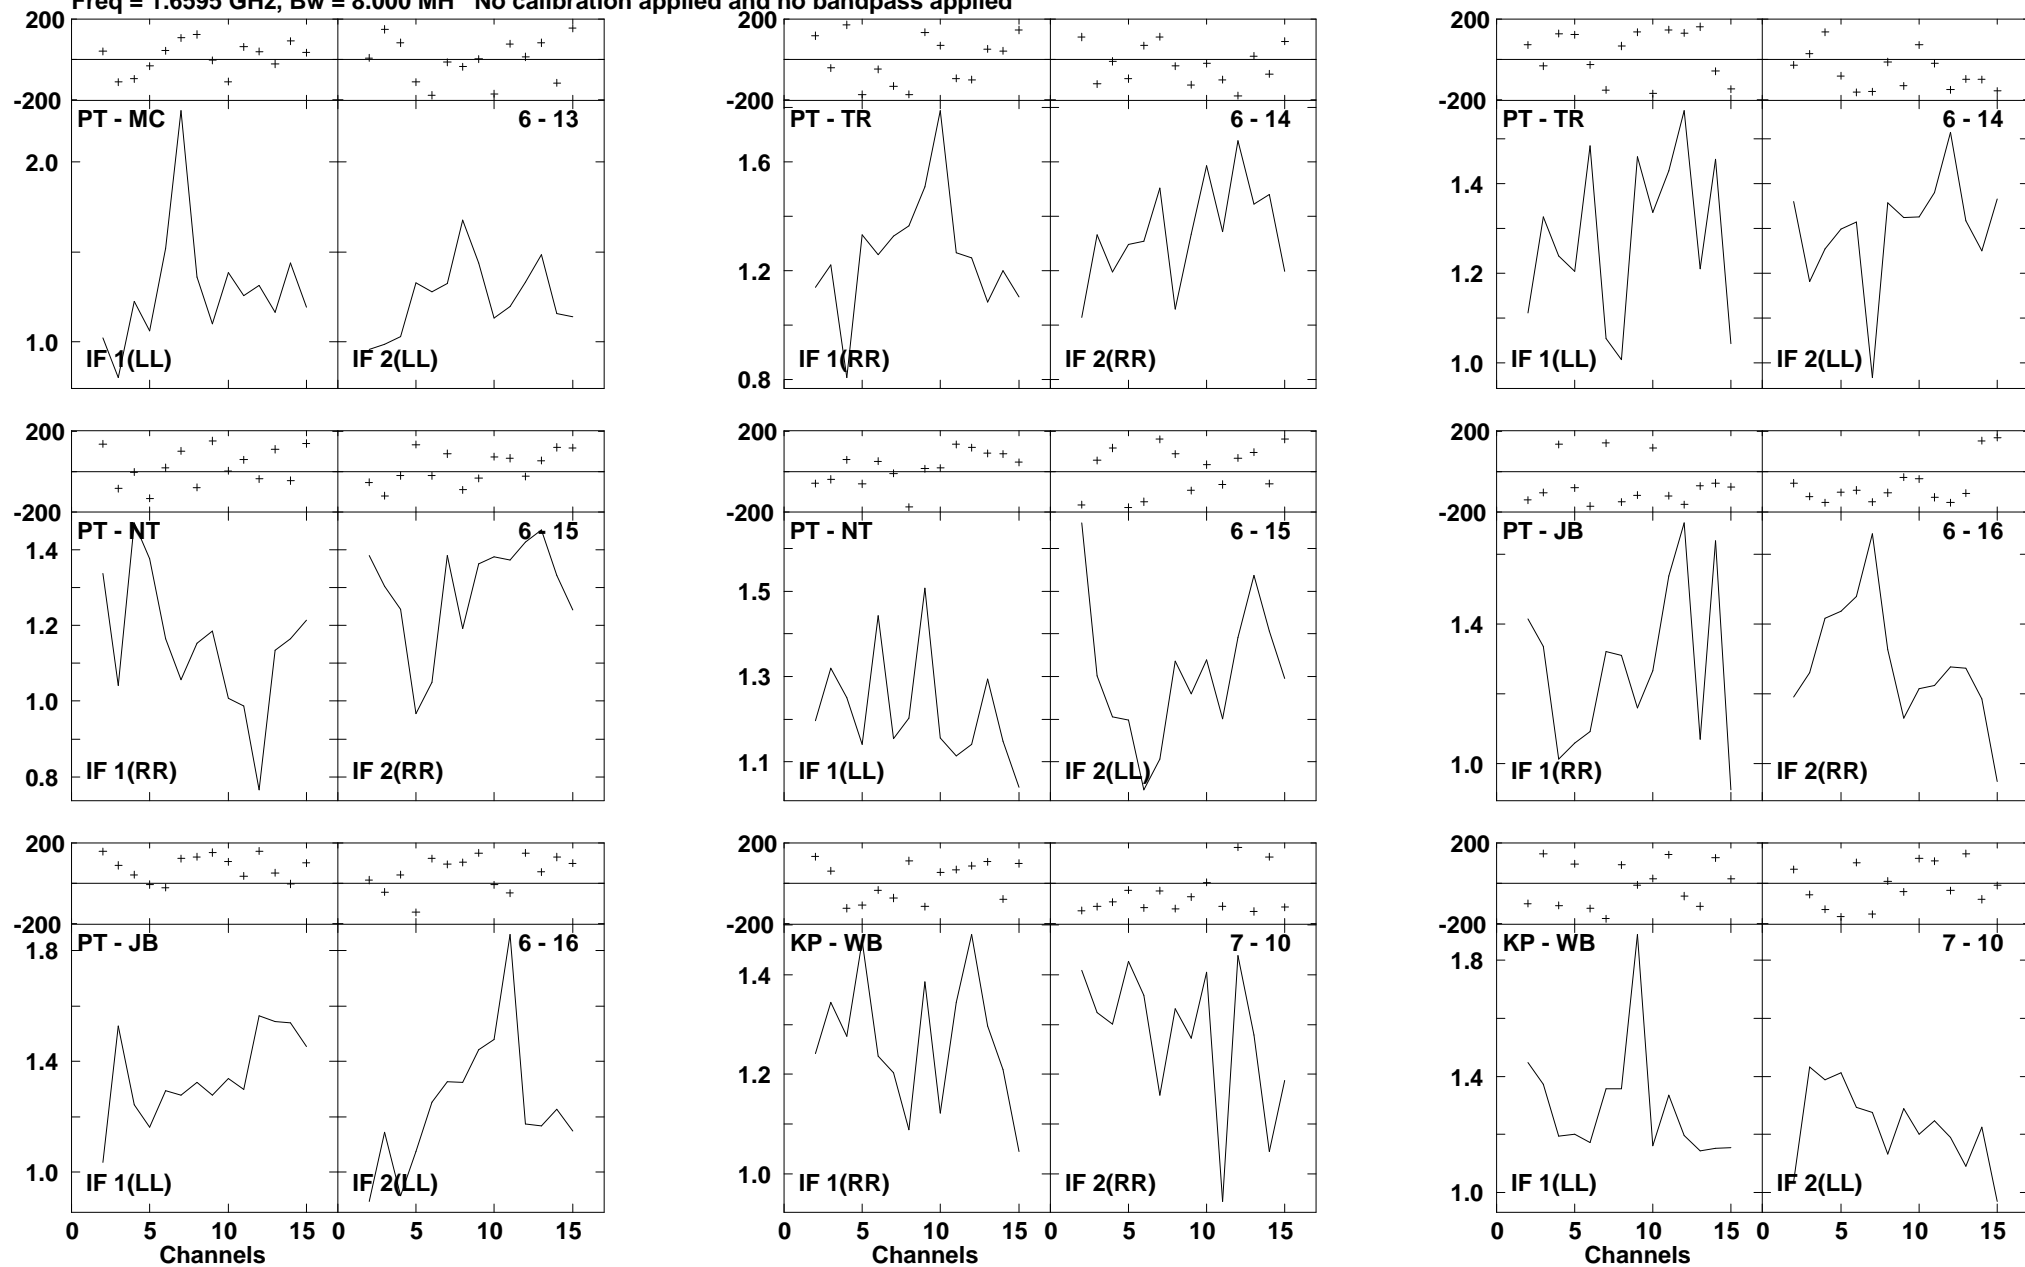 Freq = 1.6595 GHz, Bw = 8.000 MH No calibration applied and no bandpass applied
200
-200
PT - MC 6 - 13
2.0
1.0
IF 1(LL) IF 2(LL)
PT - TR 6 - 14
1.6
1.2
0.8
IF 1(RR) IF 2(RR)
200
-200
PT - TR 6 - 14
1.4
1.2
1.0
IF 1(LL) IF 2(LL)
200
-200
PT - NT 6 - 15
1.4
1.2
1.0
0.8
IF 1(RR) IF 2(RR)
200
-200
PT - NT 6 - 15
1.5
1.3
1.1
IF 1(LL) IF 2(LL)
200
-200
PT - JB 6 - 16
1.4
1.0
IF 1(RR) IF 2(RR)
200
-200
PT - JB 6 - 16
1.8
1.4
1.0
IF 1(LL) IF 2(LL)
0 5 10 15 0 5 10 15
Channels
200
-200
KP - WB 7 - 10
1.4
1.2
1.0
IF 1(RR) IF 2(RR)
0 5 10 15 0 5 10 15
Channels
200
-200
KP - WB 7 - 10
1.8
1.4
1.0
IF 1(LL) IF 2(LL)
0 5 10 15 0 5 10 15
Channels